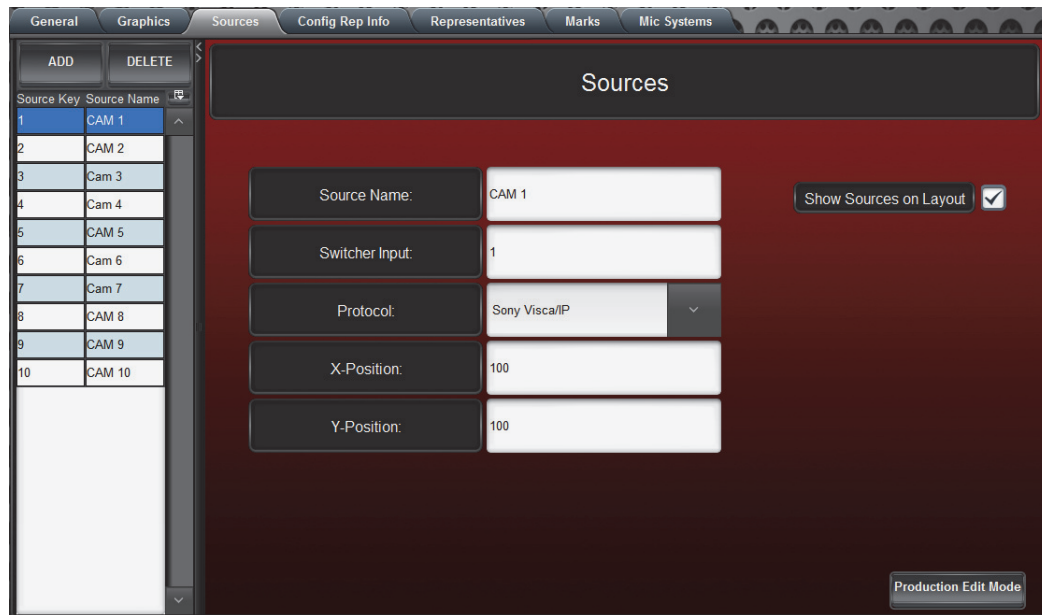 General Graphics Sources Config Rep Info Representatives Marks Mic Systems
ADD DELETE
Sources
Source Key Source Name
1 CAM 1
2 CAM 2
3 Cam 3
4 Cam 4
5 CAM 5
6 Cam 6
7 Cam 7
8 CAM 8
9 CAM 9
10 CAM 10
Source Name: CAM 1
Show Sources on Layout
Switcher Input: 1
Protocol: Sony Visca/IP
X-Position: 100
Y-Position: 100
Production Edit Mode